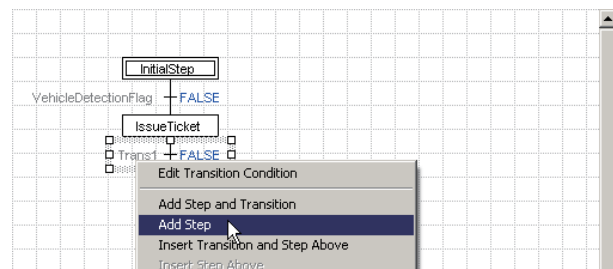 InitialStep
VehicleDetectionFlag FALSE
IssueTicket
Trans1 FALSE
Edit Transition Condition
Add Step and Transition
Add Step
Insert Transition and Step Above
Insert Step Above